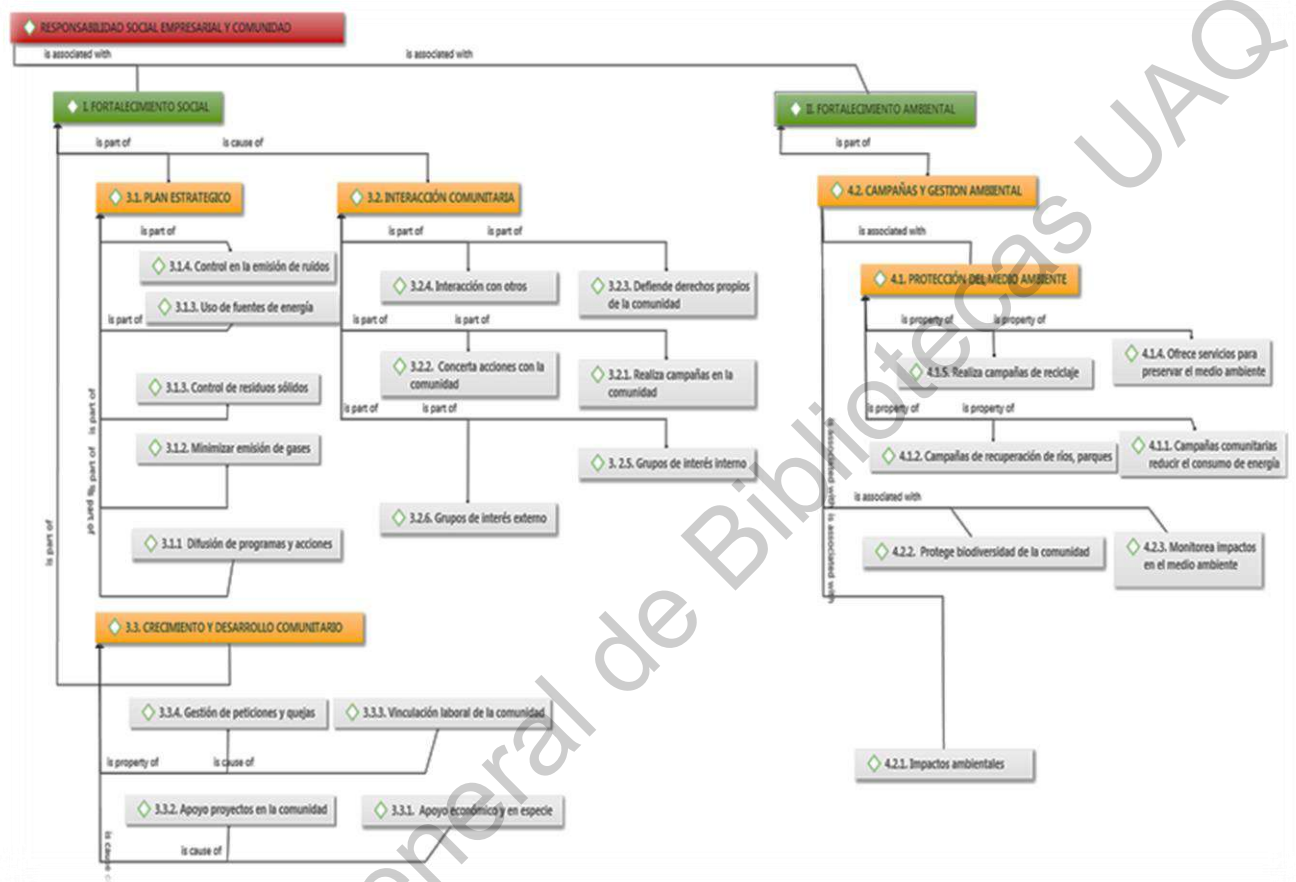 RESPONSABILIDAD SOCIAL EMPRESARIAL Y COMUNIDAD
is associated with
is associated with
I. FORTALECIMIENTO SOCIAL
II. FORTALECIMIENTO AMBIENTAL
is part of
is cause of
is part of
3.1. PLAN ESTRATEGICO
3.2. INTERACCIÓN COMUNITARIA
4.2. CAMPAÑAS Y GESTION AMBIENTAL
is part of
is part of
is part of
is associated with
3.1.4. Control en la emisión de ruidos
3.2.4. Interacción con otros
3.2.3. Defiende derechos propios
de la comunidad
4.1. PROTECCIÓN DEL MEDIO AMBIENTE
3.1.3. Uso de fuentes de energía
is part of
is part of
is part of
is property of
is property of
3.2.2. Concerta acciones con la
comunidad
3.2.1. Realiza campañas en la
comunidad
4.1.5. Realiza campañas de reciclaje
4.1.4. Ofrece servicios para
preservar el medio ambiente
3.1.3. Control de residuos sólidos
is part of
is part of
is part of
is property of
is property of
3.1.2. Minimizar emisión de gases
3. 2.5. Grupos de interés interno
4.1.2. Campañas de recuperación de ríos, parques
4.1.1. Campañas comunitarias
reducir el consumo de energía
is part of
is part of
is associated with
is associated with
is associated with
3.2.6. Grupos de interés externo
3.1.1 Difusión de programas y acciones
4.2.2. Protege biodiversidad de la comunidad
4.2.3. Monitorea impactos
en el medio ambiente
is part of
3.3. CRECIMIENTO Y DESARROLLO COMUNITARIO
3.3.4. Gestión de peticiones y quejas
3.3.3. Vinculación laboral de la comunidad
is property of
is cause of
4.2.1. Impactos ambientales
3.3.2. Apoyo proyectos en la comunidad
3.3.1. Apoyo económico y en especie
is cause
is cause of
General de Bibliotecas UAQ